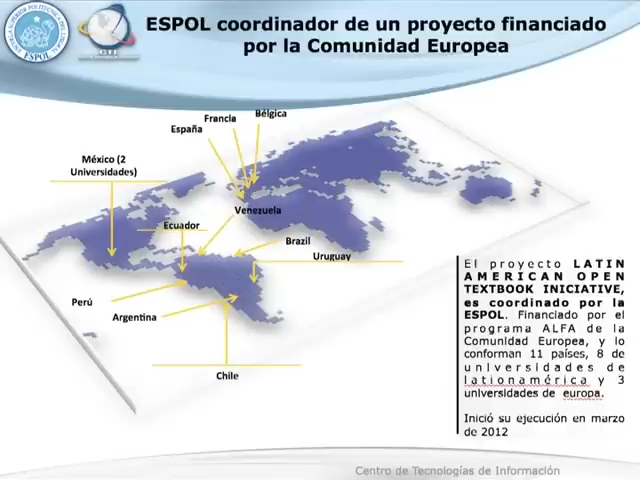 ESPOL coordinador de un proyecto financiado
por la Comunidad Europea
ESPOL
CTI
Bélgica
Francia
España
México (2
Universidades)
Venezuela
Ecuador
Brazil
Uruguay
Perú
Argentina
Chile
El proyecto LATIN
AMERICAN OPEN
TEXTBOOK INICIATIVE,
es coordinado por la
ESPOL. Financiado por el
programa ALFA de la
Comunidad Europea, y lo
conforman 11 países, 8 de
universidades de
lationamérica y 3
universidades de europa.
Inició su ejecución en marzo
de 2012
Centro de Tecnologías de Información